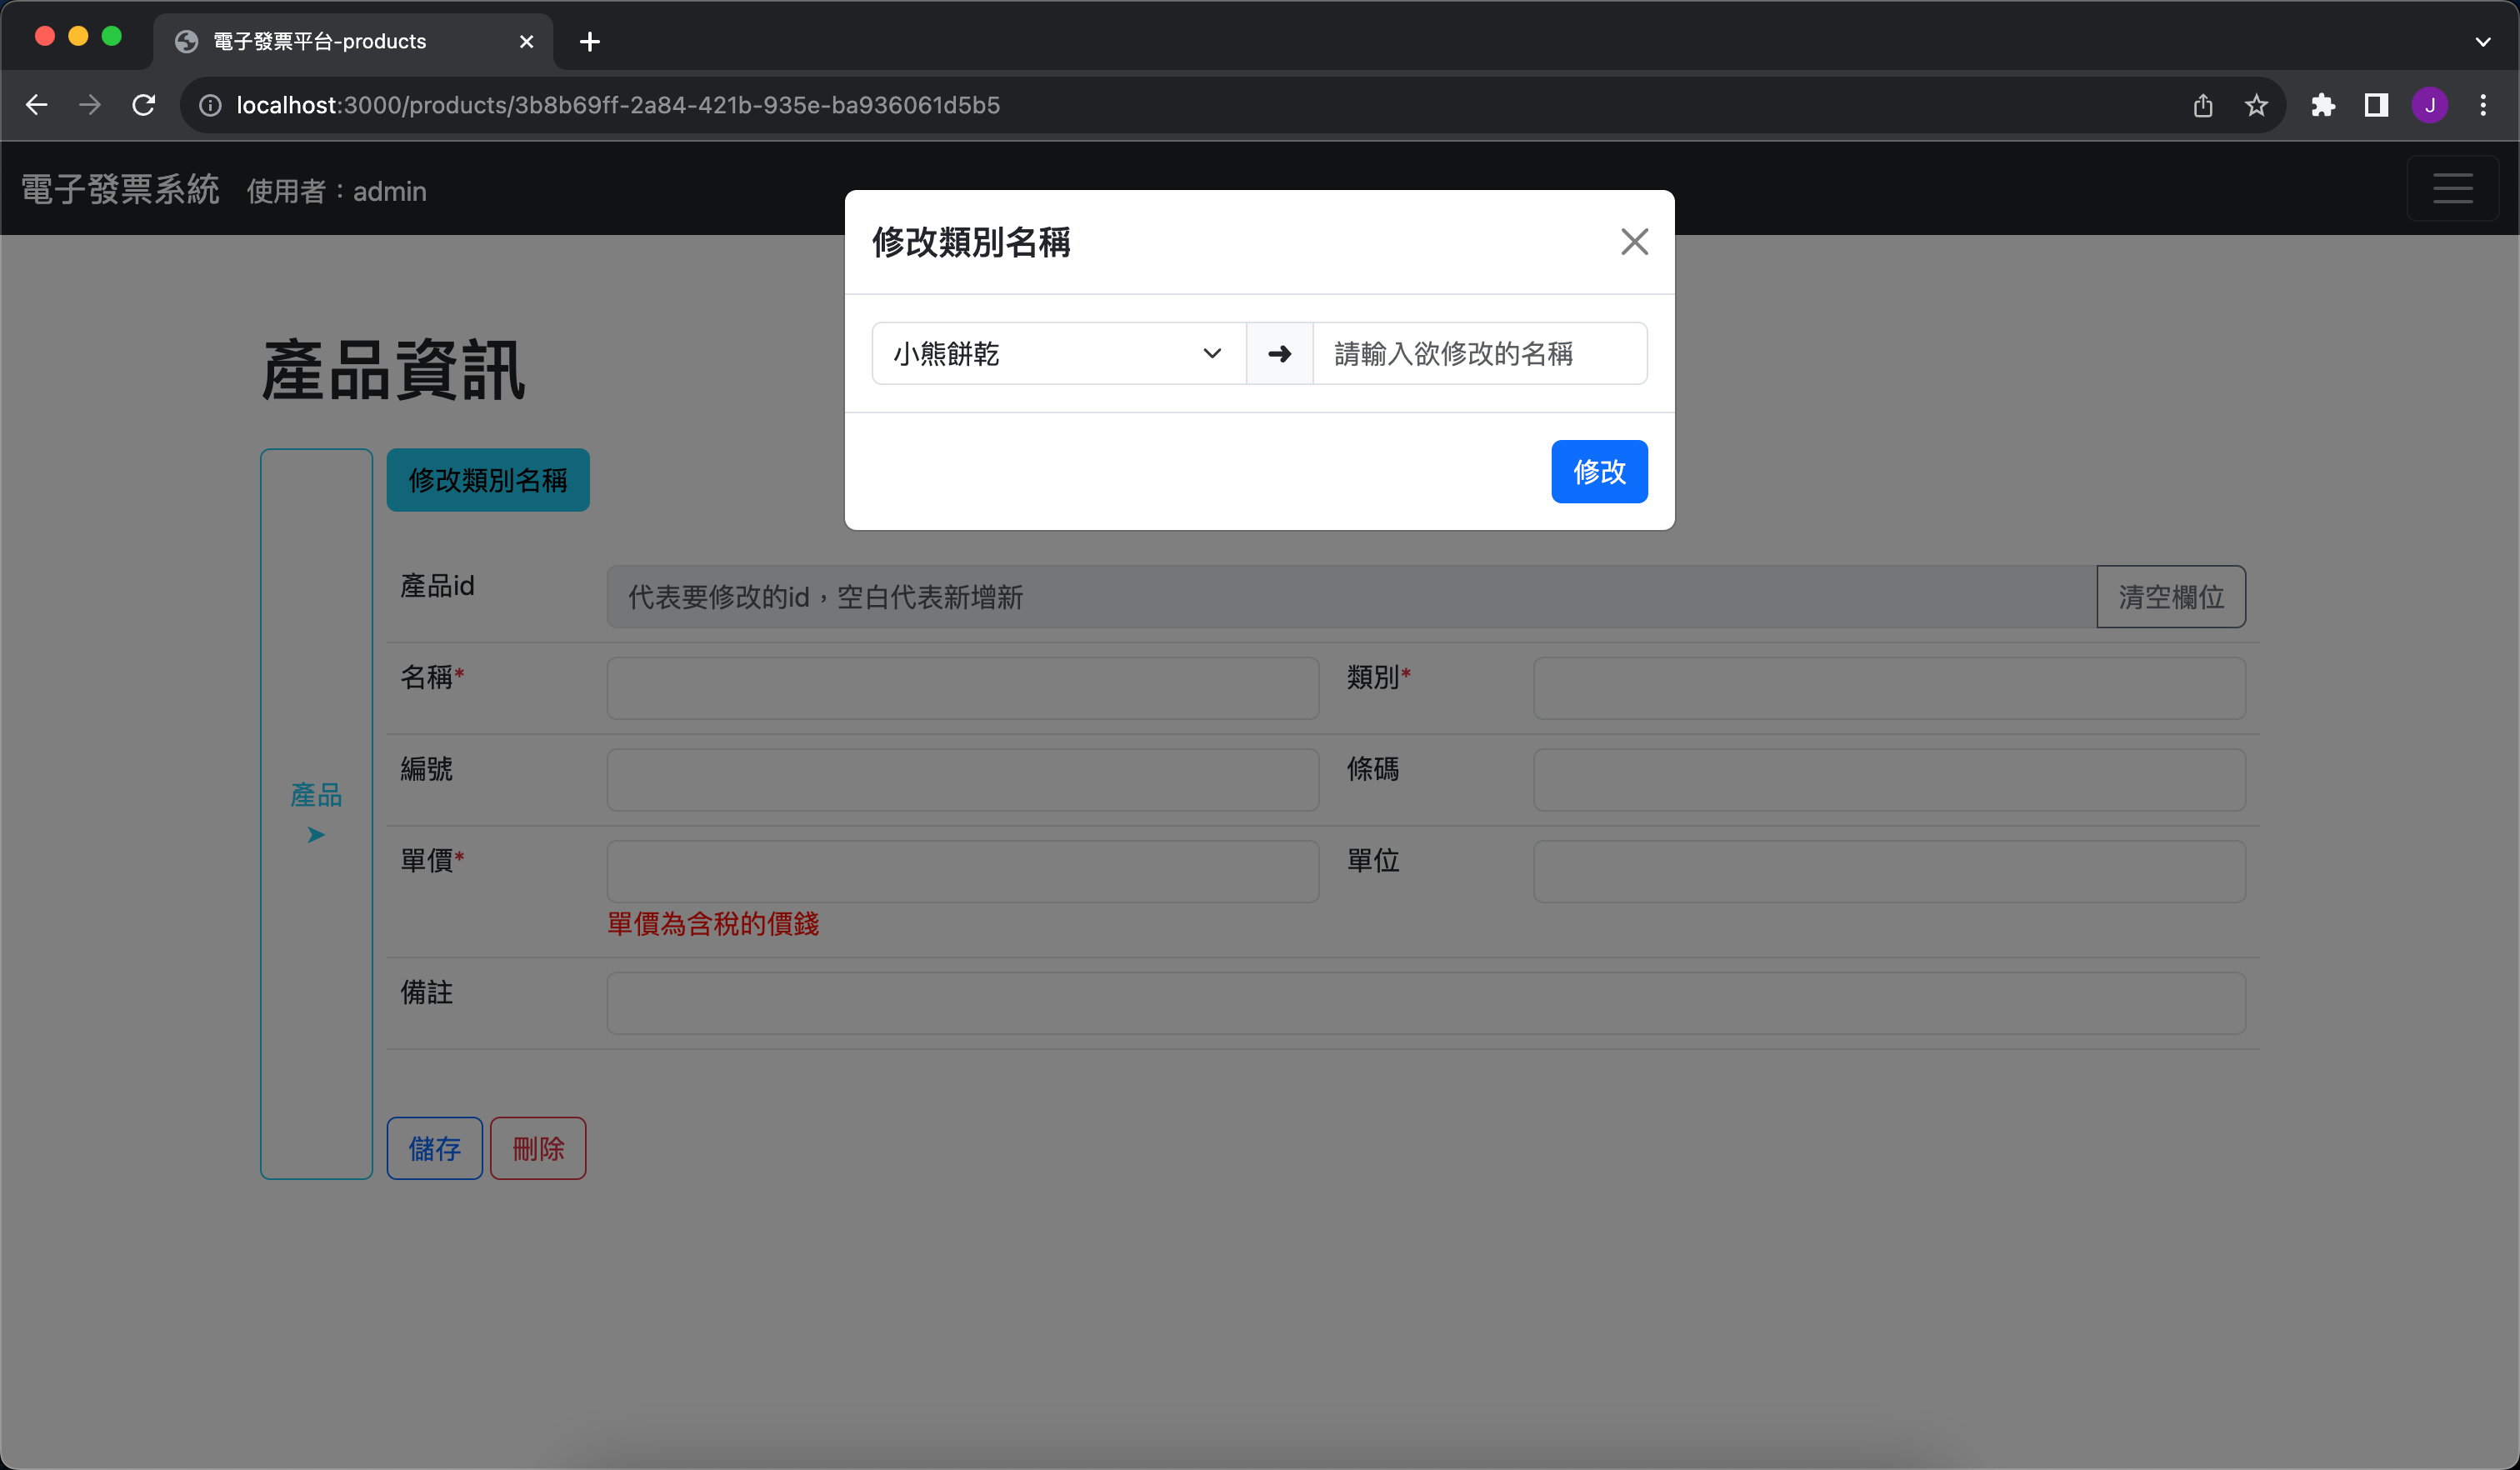 電子發票平台-products
localhost:3000/products/3b8b69ff-2a84-421b-935e-ba936061d5b5
J
電子發票系統 使用者：admin
修改類別名稱
小熊餅乾 ➜ 請輸入欲修改的名稱
修改
產品資訊
產品
➤
修改類別名稱
產品id 代表要修改的id，空白代表新增新 清空欄位
名稱* 類別*
編號 條碼
單價* 單位
單價為含稅的價錢
備註
儲存 刪除